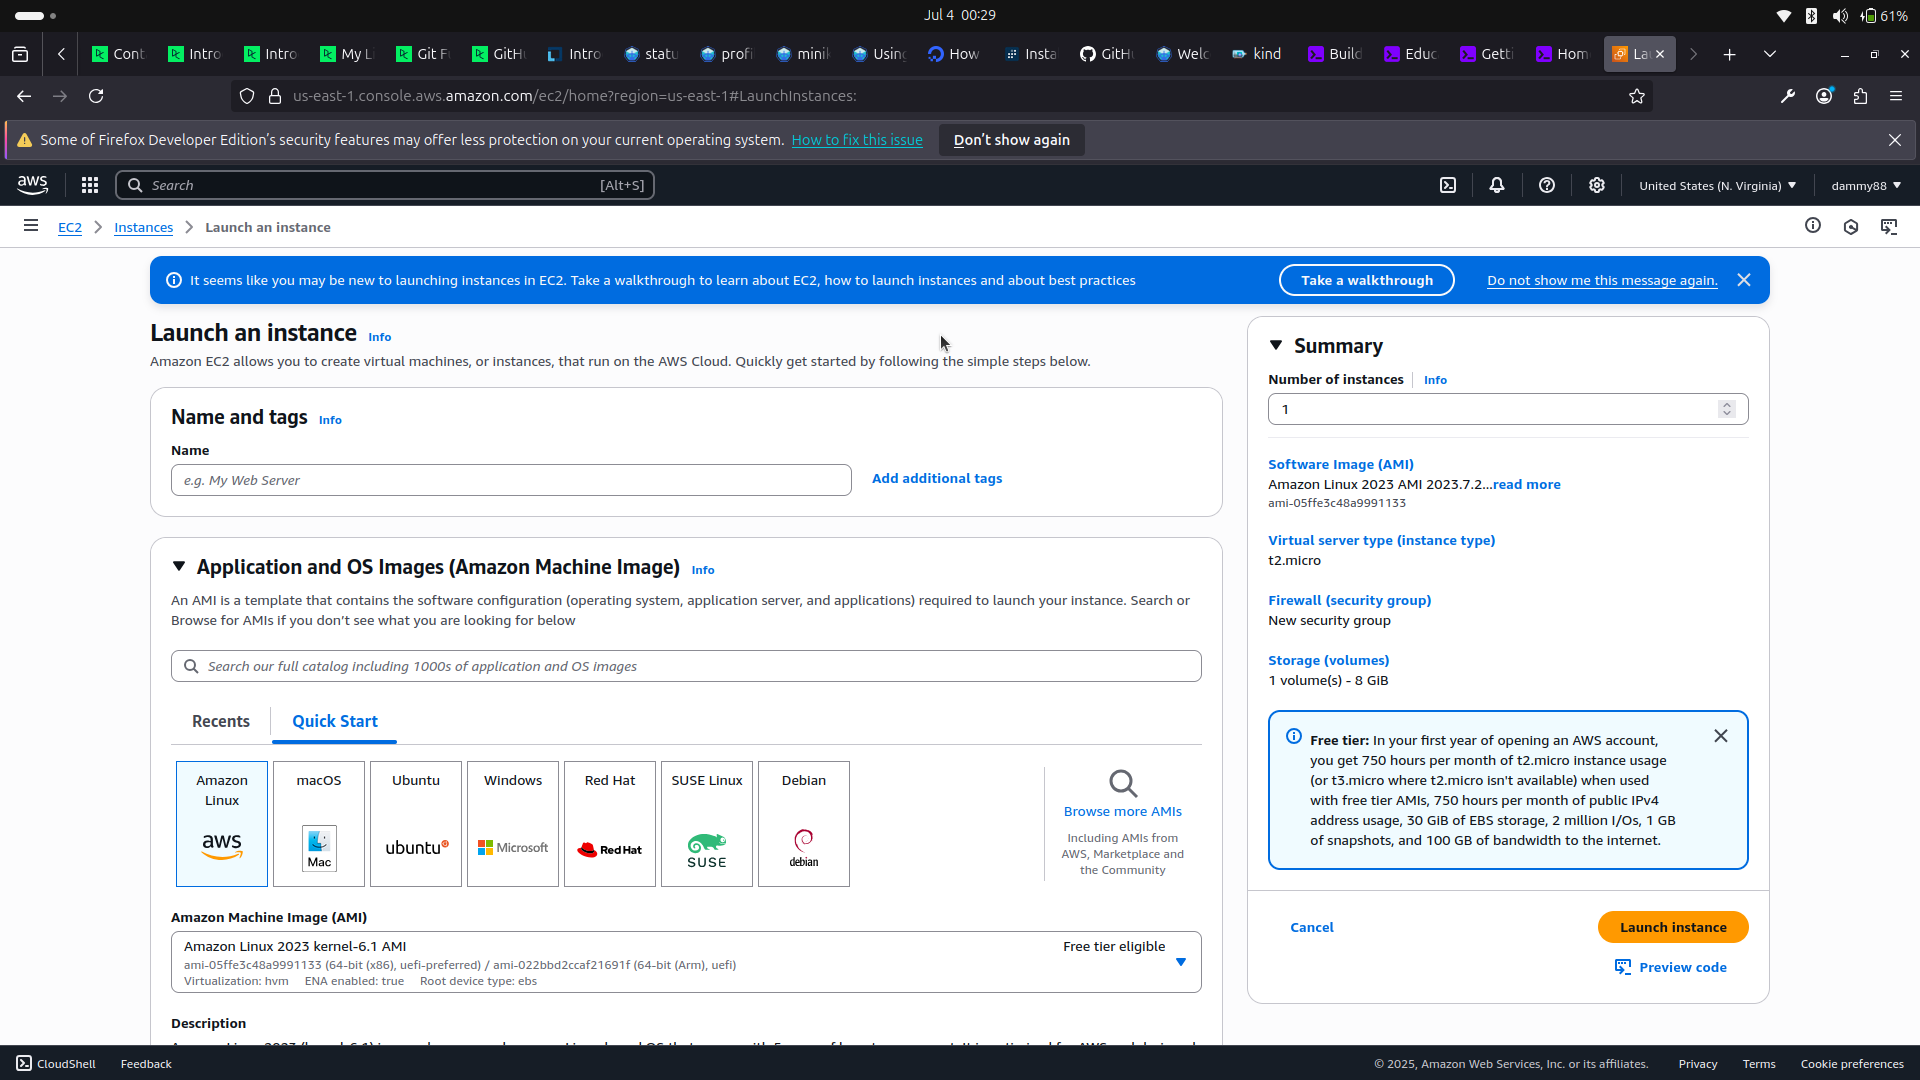 Jul 4 00:29
61%
Cont
Intro
Intro
My L
Git F
GitHu
Intro
statu
profi
minik
Using
How
Insta
GitHu
Welc
kind
Build
Educ
Getti
Hom
La
us-east-1.console.aws.amazon.com/ec2/home?region=us-east-1#LaunchInstances:
Some of Firefox Developer Edition's security features may offer less protection on your current operating system. How to fix this issue Don't show again
aws
Search [Alt+S]
United States (N. Virginia)
dammy88
EC2 > Instances > Launch an instance
It seems like you may be new to launching instances in EC2. Take a walkthrough to learn about EC2, how to launch instances and about best practices
Take a walkthrough
Do not show me this message again.
Launch an instance Info
Amazon EC2 allows you to create virtual machines, or instances, that run on the AWS Cloud. Quickly get started by following the simple steps below.
Name and tags Info
Name
e.g. My Web Server
Add additional tags
Application and OS Images (Amazon Machine Image) Info
An AMI is a template that contains the software configuration (operating system, application server, and applications) required to launch your instance. Search or
Browse for AMIs if you don't see what you are looking for below
Search our full catalog including 1000s of application and OS images
Recents
Quick Start
Amazon
Linux
aws
macOS
Mac
Ubuntu
ubuntu
Windows
Microsoft
Red Hat
Red Hat
SUSE Linux
SUSE
Debian
debian
Browse more AMIs
Including AMIs from
AWS, Marketplace and
the Community
Amazon Machine Image (AMI)
Amazon Linux 2023 kernel-6.1 AMI
Free tier eligible
ami-05ffe3c48a9991133 (64-bit (x86), uefi-preferred) / ami-022bbd2ccaf21691f (64-bit (Arm), uefi)
Virtualization: hvm ENA enabled: true Root device type: ebs
Description
Summary
Number of instances Info
1
Software Image (AMI)
Amazon Linux 2023 AMI 2023.7.2...read more
ami-05ffe3c48a9991133
Virtual server type (instance type)
t2.micro
Firewall (security group)
New security group
Storage (volumes)
1 volume(s) - 8 GiB
Free tier: In your first year of opening an AWS account,
you get 750 hours per month of t2.micro instance usage
(or t3.micro where t2.micro isn't available) when used
with free tier AMIs, 750 hours per month of public IPv4
address usage, 30 GiB of EBS storage, 2 million I/Os, 1 GB
of snapshots, and 100 GB of bandwidth to the internet.
Cancel
Launch instance
Preview code
CloudShell
Feedback
© 2025, Amazon Web Services, Inc. or its affiliates.
Privacy
Terms
Cookie preferences